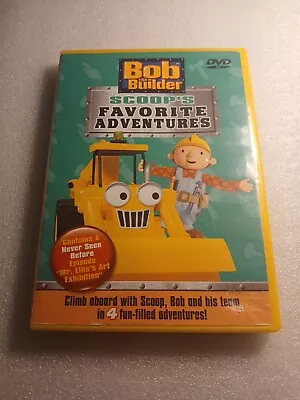 Bob
the
Builder
DVD
SCOOP'S
FAVORITE
ADVENTURES
Contains A
Never Seen
Before
Episode
"Mr. Ellis's Art
Exhibition"
Climb aboard with Scoop, Bob and his team
in 4 fun-filled adventures!